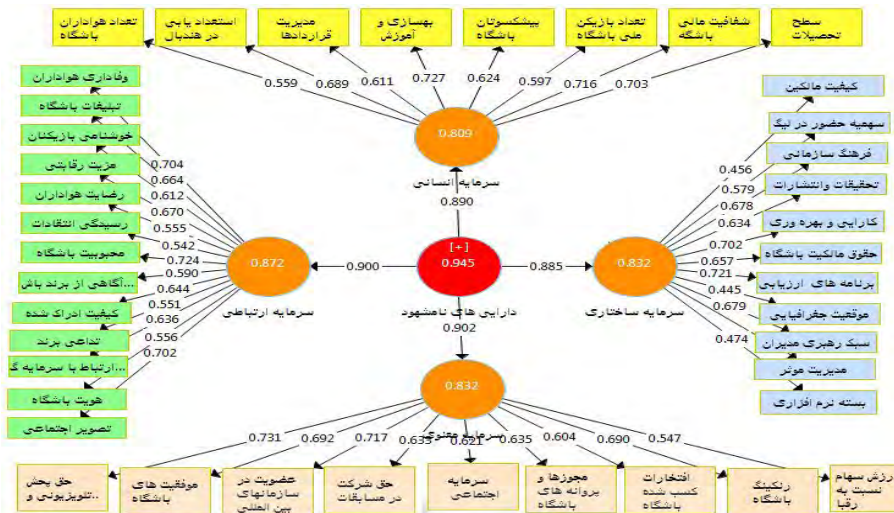 تعداد هواداران
باشگاه
استعداد یابی
در هندبال
مدیریت
قراردادها
بهسازی و
آموزش
پیشکسوتان
باشگاه
تعداد بازیکن
ملی باشگاه
شفافیت مالی
باشگه
سطح
تحصیلات
0.559
0.689
0.611
0.727
0.624
0.597
0.716
0.703
0.809
سرمایه انسانی
0.890
وفاداری هواداران
تبلیغات باشگاه
خوشنامی بازیکنان
مزیت رقابتی
رضایت هواداران
رسیدگی انتقادات
محبوبیت باشگاه
...آگاهی از برند باش
کیفیت ادراک شده
تداعی برند
...ارتباط با سرمایه گ
هویت باشگاه
تصویر اجتماعی
0.704
0.664
0.612
0.670
0.555
0.542
0.724
0.590
0.644
0.551
0.636
0.556
0.702
0.872
سرمایه ارتباطی
0.900
[+]
0.945
دارایی های نامشهود
0.885
0.832
سرمایه ساختاری
0.456
0.579
0.678
0.634
0.702
0.657
0.721
0.445
0.679
0.474
کیفیت مالکین
سهمیه حضور در لیگ
فرهنگ سازمانی
تحقیقات وانتشارات
کارایی و بهره وری
حقوق مالکیت باشگاه
برنامه های ارزیابی
موقعیت جغرافیایی
سبک رهبری مدیران
مدیریت موثر
بسته نرم افزاری
0.902
0.832
سرمایه معنوی
0.731
0.692
0.717
0.633
0.621
0.635
0.604
0.690
0.547
حق پخش
..تلویزیونی و
موفقیت های
باشگاه
عضویت در
سازمانهای
بین المللی
حق شرکت
در مسابقات
سرمایه
اجتماعی
مجوزها و
پروانه های
باشگاه
افتخارات
کسب شده
باشگاه
رنکینگ
باشگاه
ارزش سهام
نسبت به
رقبا